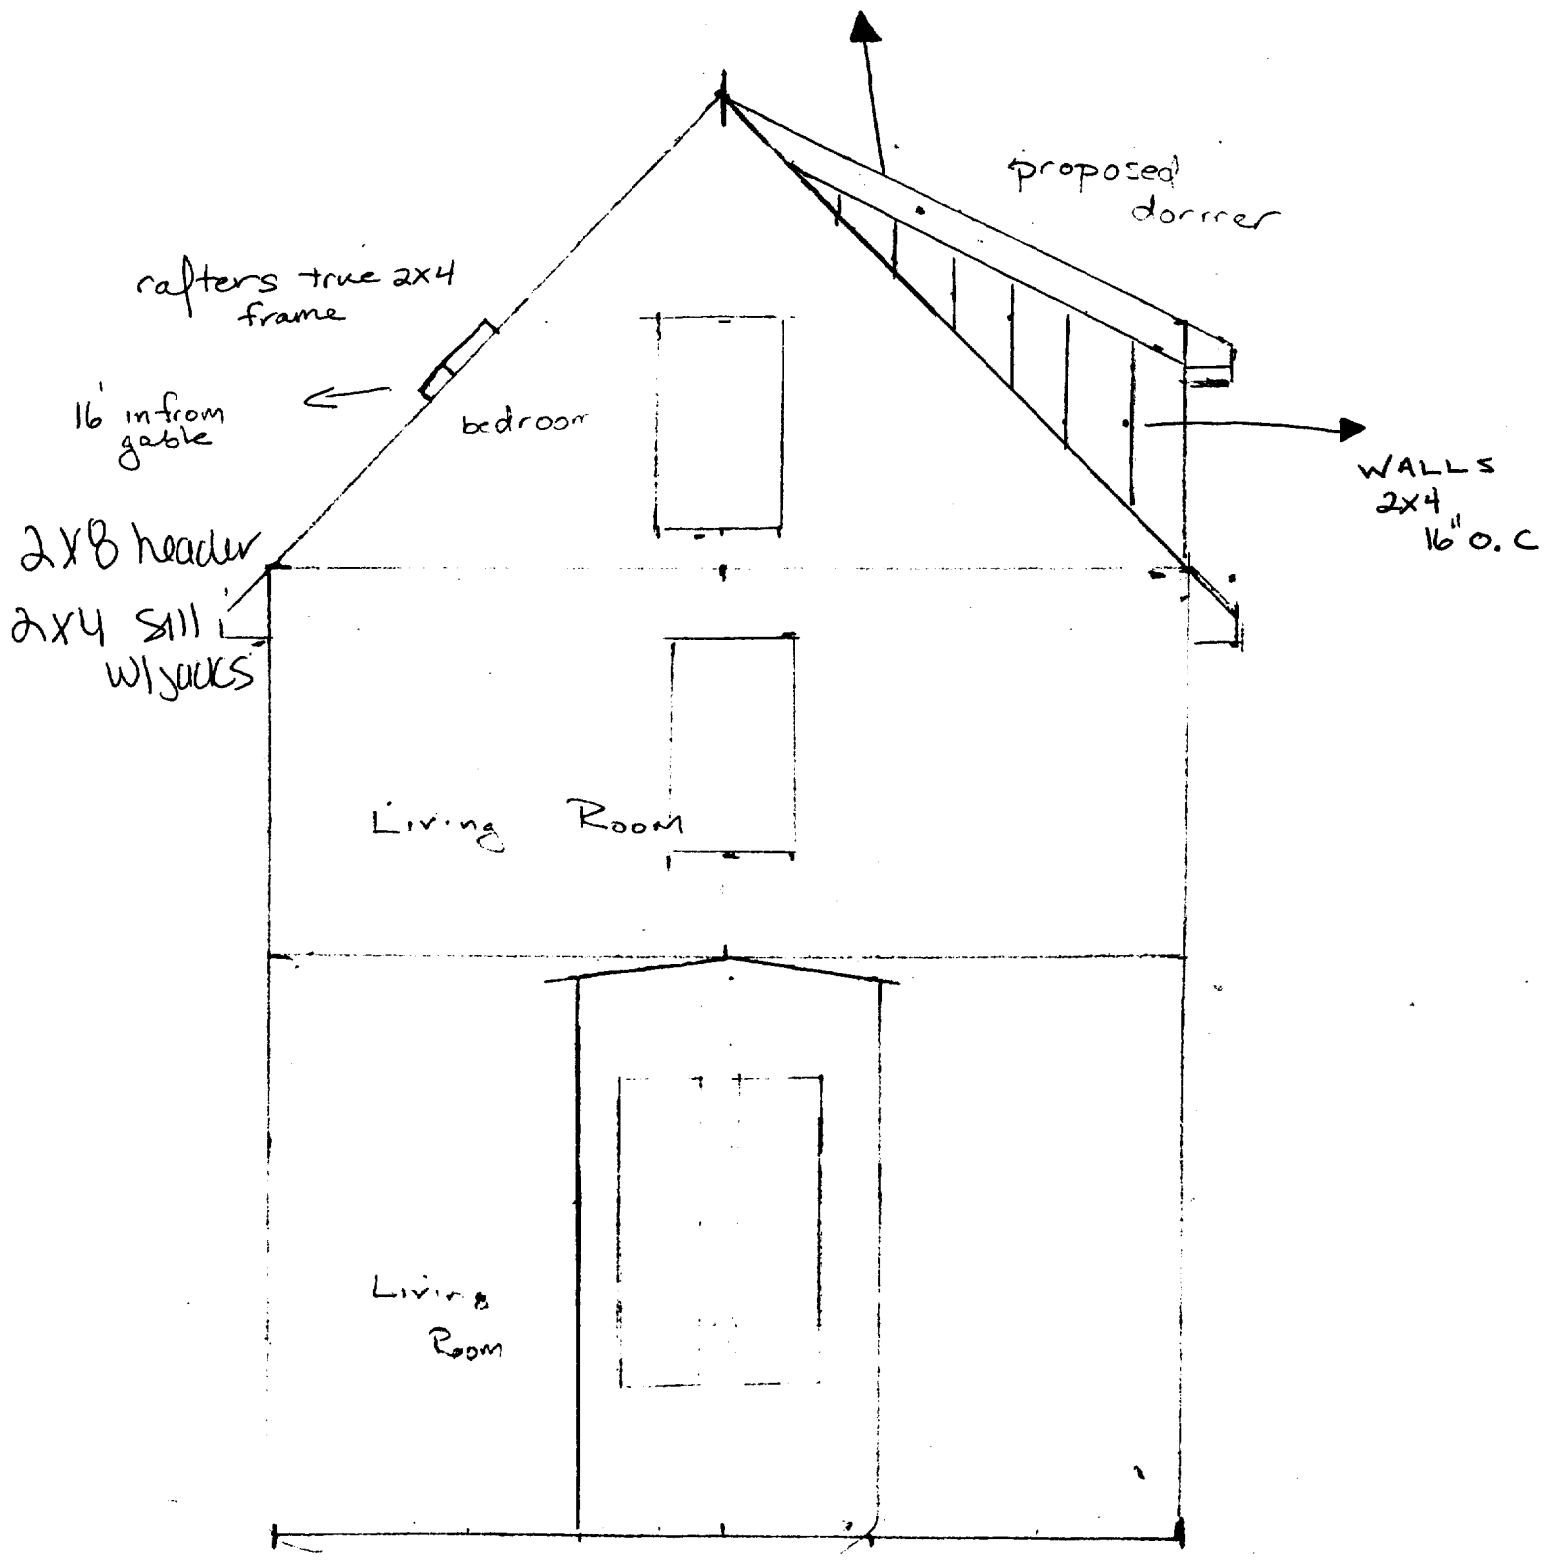 proposed
dormer
rafters true 2x4
frame
16' in from
gable
bedroom
WALLS
2x4
16" O.C
2x8 header
2x4 sill
w/jacks
Living Room
Living
Room